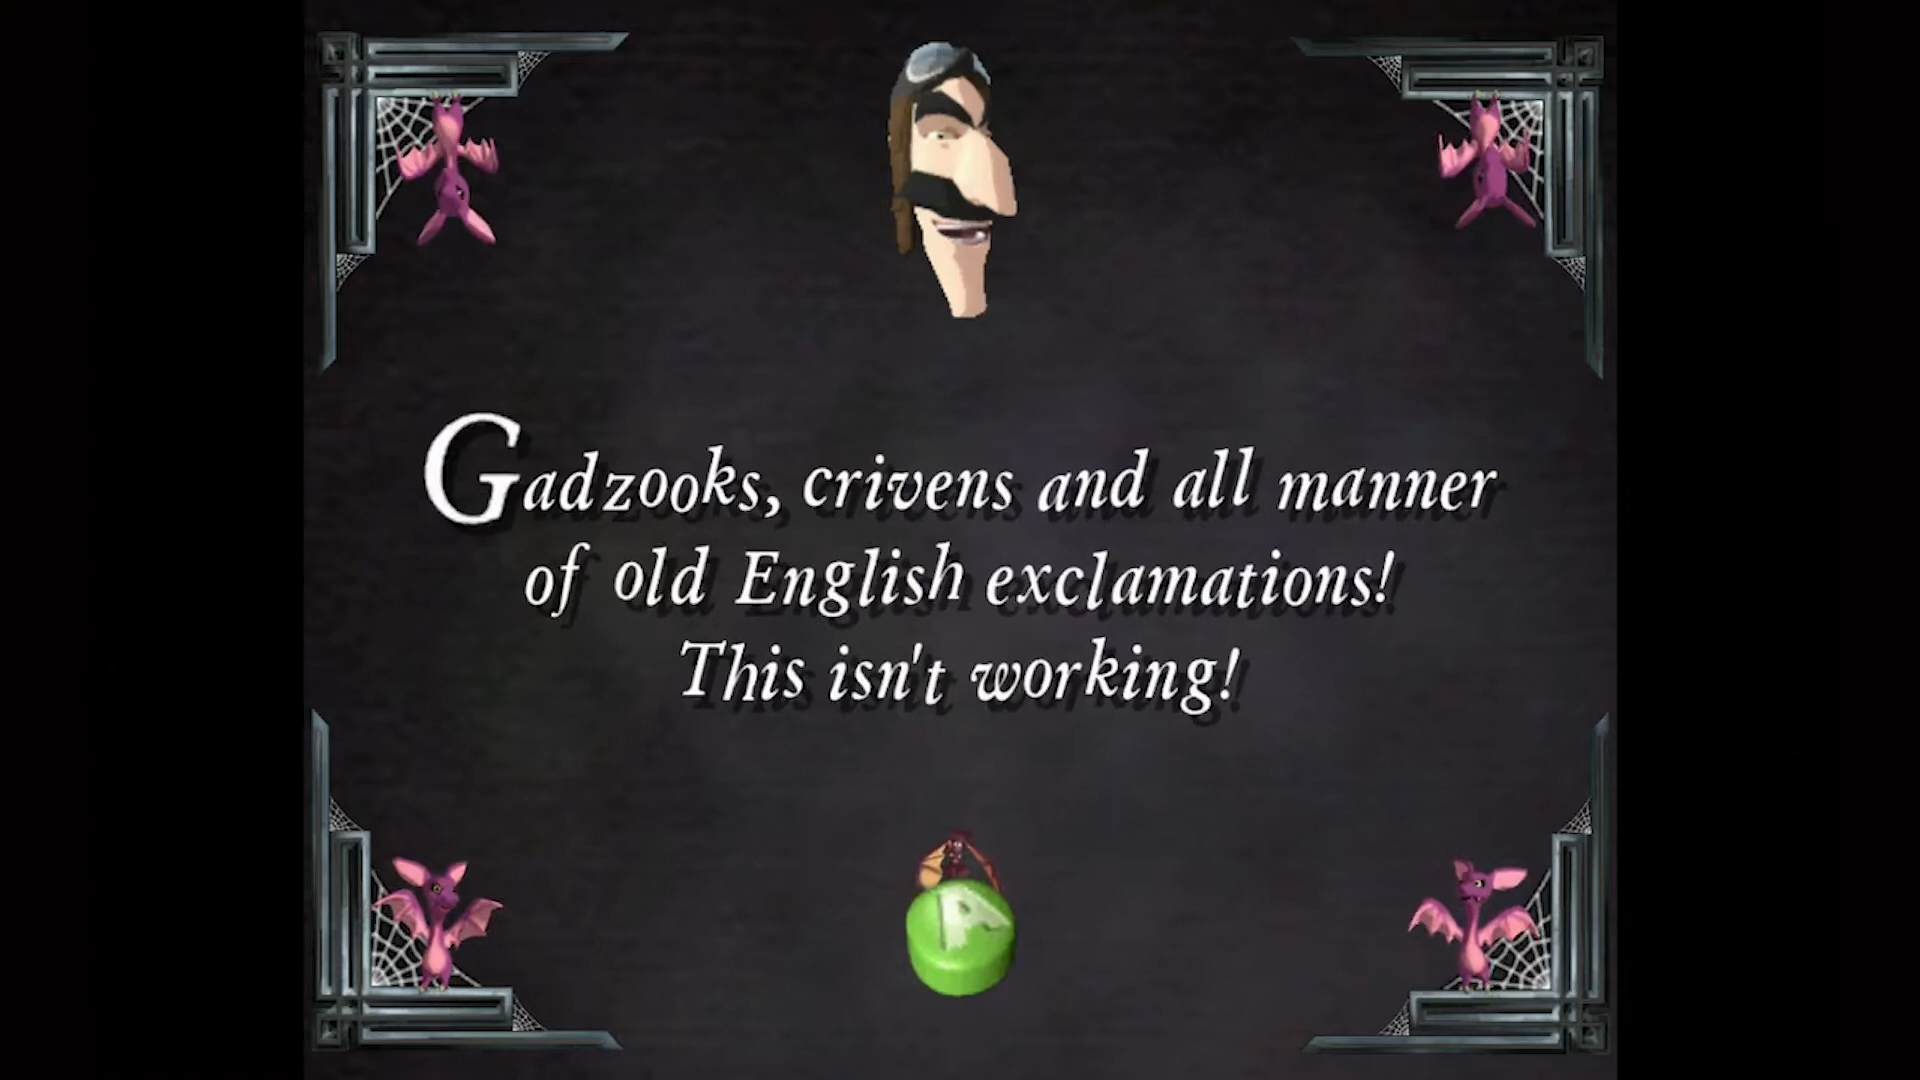 Gadzooks, crivens and all manner
of old English exclamations!
This isn't working!
A